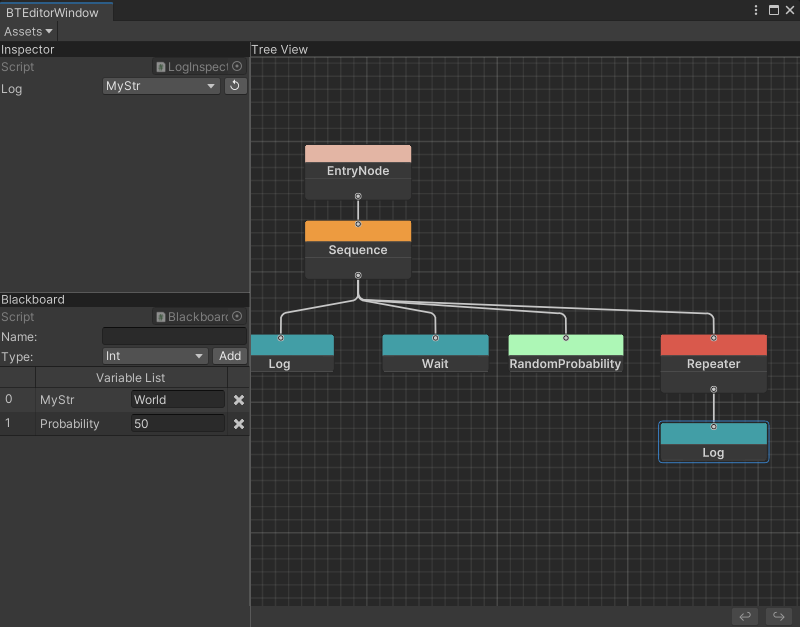 BTEditorWindow
Assets
Inspector
Script
LogInspect
Log
MyStr
Tree View
EntryNode
Sequence
Log
Wait
RandomProbability
Repeater
Log
Blackboard
Script
Blackboard
Name:
Type:
Int
Add
Variable List
0
MyStr
World
1
Probability
50